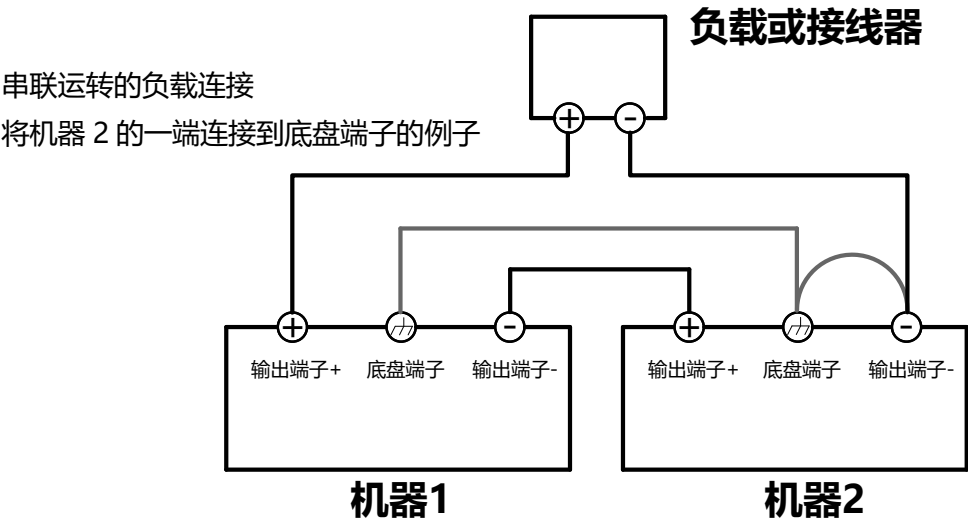 负载或接线器
串联运转的负载连接
将机器 2 的一端连接到底盘端子的例子
+ -
+ - + -
输出端子+ 底盘端子 输出端子- 输出端子+ 底盘端子 输出端子-
机器1 机器2